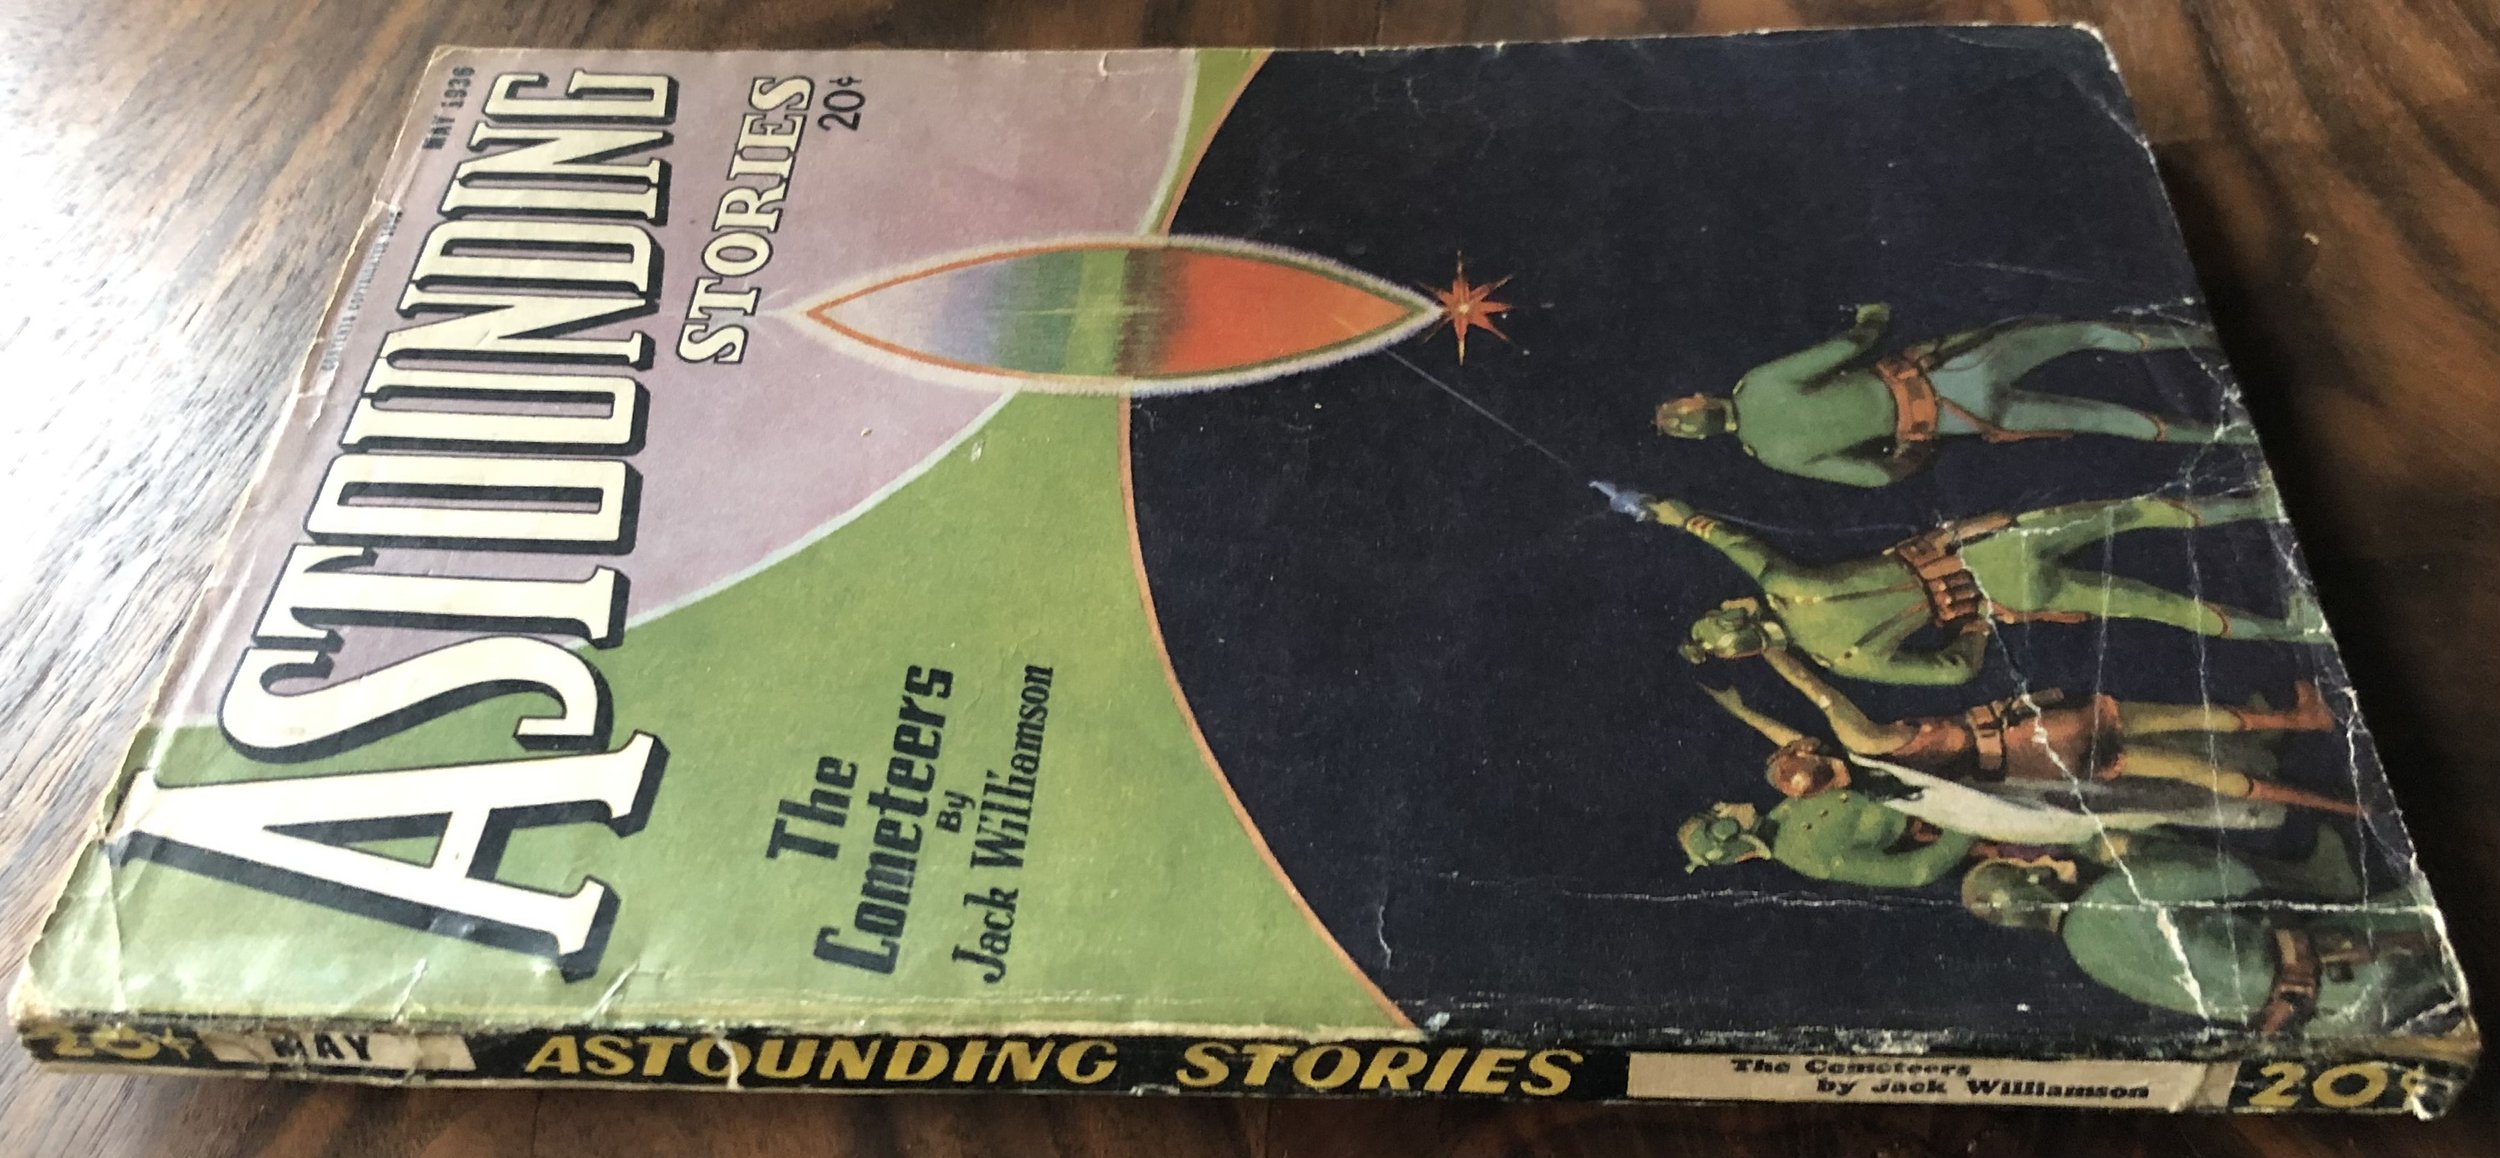 MAY 1936
ASTOUNDING
STORIES
20¢
The
Cometeers
By
Jack Williamson
20¢
MAY
ASTOUNDING STORIES
The Cometeers
by Jack Williamson
20¢